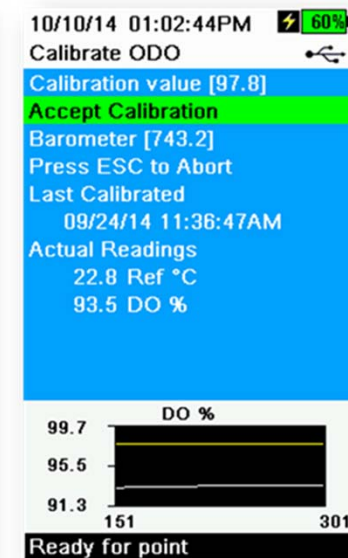 10/10/14 01:02:44PM 60%
Calibrate ODO
Calibration value [97.8]
Accept Calibration
Barometer [743.2]
Press ESC to Abort
Last Calibrated
09/24/14 11:36:47AM
Actual Readings
22.8 Ref °C
93.5 DO %
DO %
99.7
95.5
91.3
151 301
Ready for point